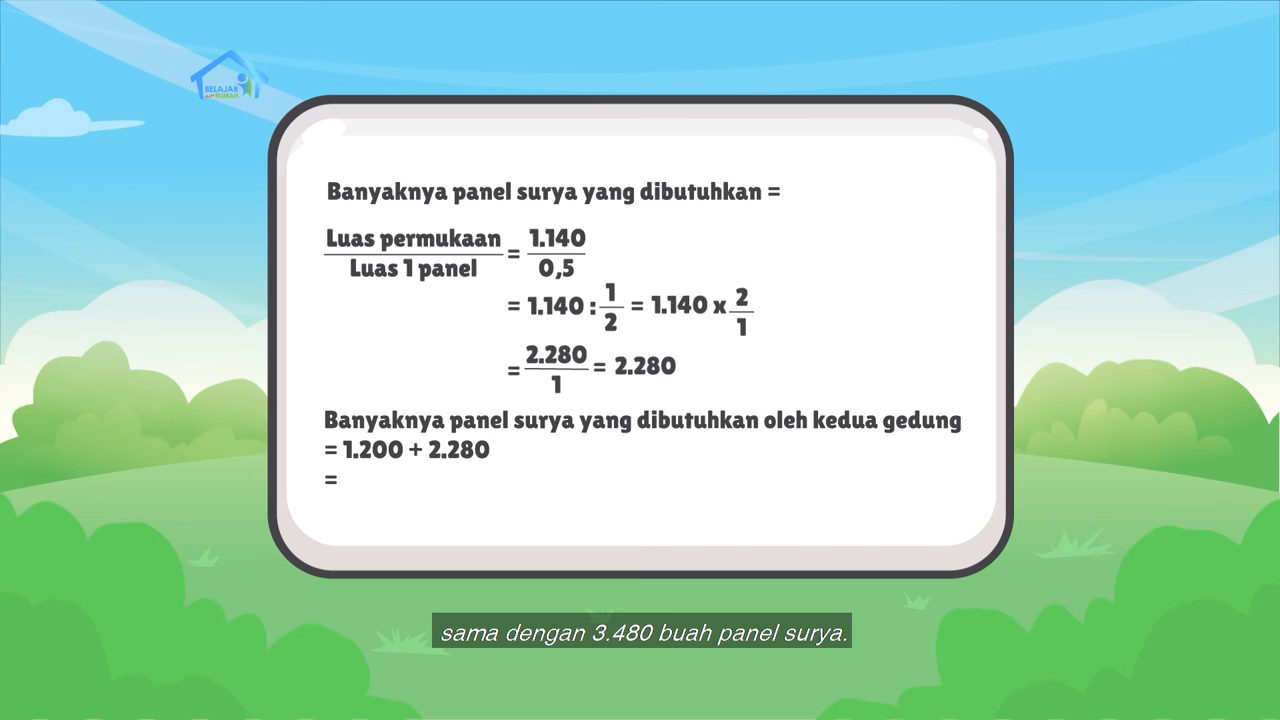 BELAJAR
dari RUMAH
Banyaknya panel surya yang dibutuhkan =
Luas permukaan / Luas 1 panel = 1.140 / 0,5
= 1.140 : 1/2 = 1.140 x 2/1
= 2.280 / 1 = 2.280
Banyaknya panel surya yang dibutuhkan oleh kedua gedung
= 1.200 + 2.280
=
sama dengan 3.480 buah panel surya.